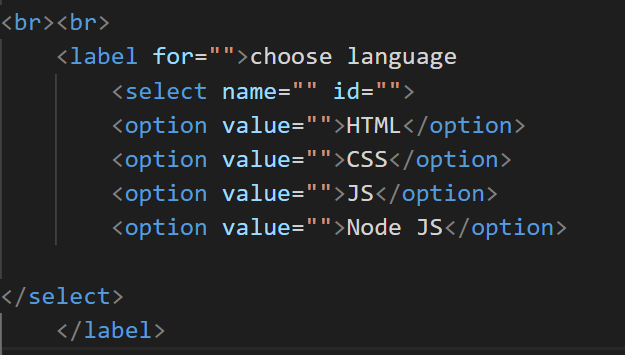 <br><br>
<label for="">choose language
<select name="" id="">
<option value="">HTML</option>
<option value="">CSS</option>
<option value="">JS</option>
<option value="">Node JS</option>
</select>
</label>